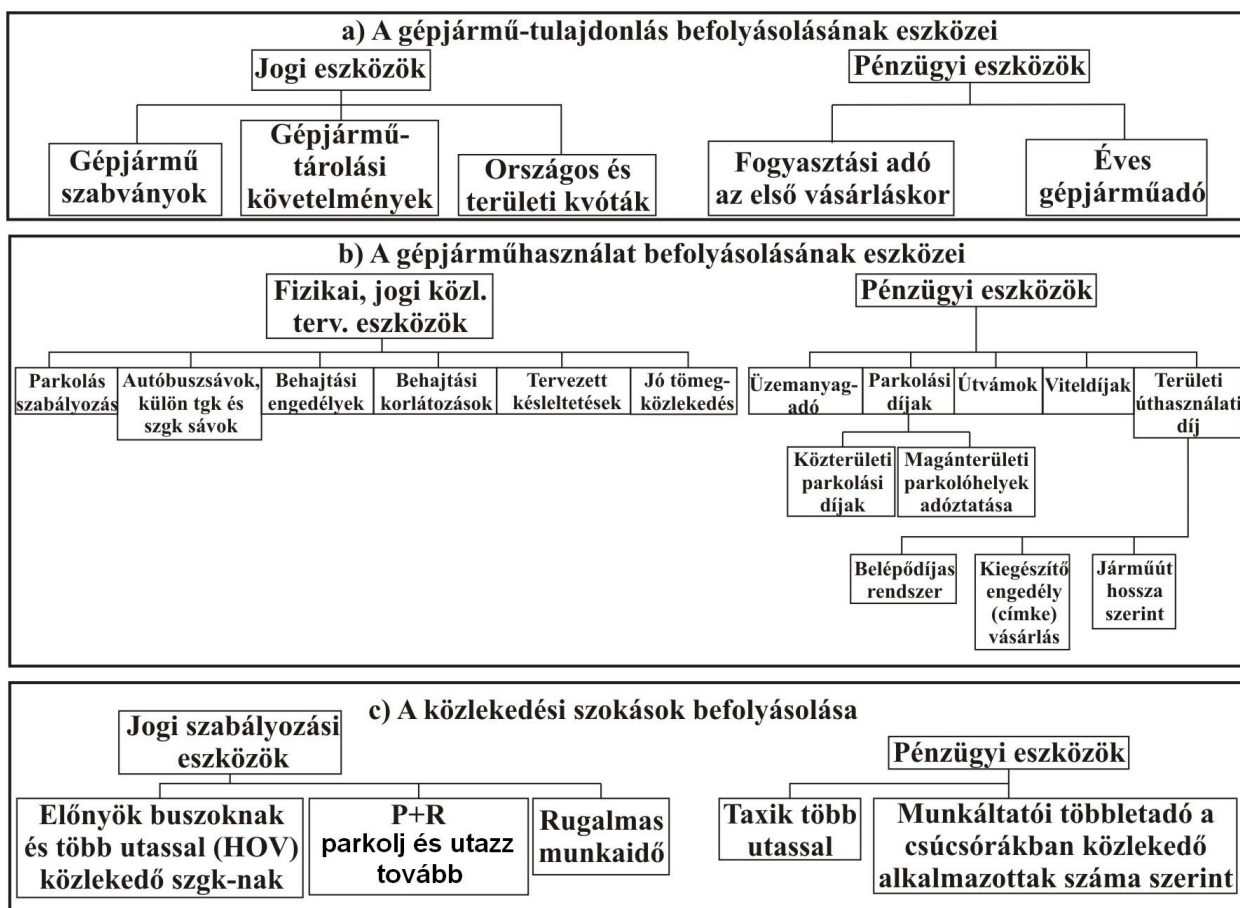 a) A gépjármű-tulajdonlás befolyásolásának eszközei
Jogi eszközök
Gépjármű
szabványok
Gépjármű-
tárolási
követelmények
Országos és
területi kvóták
Pénzügyi eszközök
Fogyasztási adó
az első vásárláskor
Éves
gépjárműadó
b) A gépjárműhasználat befolyásolásának eszközei
Fizikai, jogi közl.
terv. eszközök
Parkolás
szabályozás
Autóbuszsávok,
külön tgk és
szgk sávok
Behajtási
engedélyek
Behajtási
korlátozások
Tervezett
késleltetések
Jó tömeg-
közlekedés
Pénzügyi eszközök
Üzemanyag-
adó
Parkolási
díjak
Útvámok
Viteldíjak
Területi
úthasználati
díj
Közterületi
parkolási
díjak
Magánterületi
parkolóhelyek
adóztatása
Belépődíjas
rendszer
Kiegészítő
engedély
(címke)
vásárlás
Járműút
hossza
szerint
c) A közlekedési szokások befolyásolása
Jogi szabályozási
eszközök
Előnyök buszoknak
és több utassal (HOV)
közlekedő szgk-nak
P+R
parkolj és utazz
tovább
Rugalmas
munkaidő
Pénzügyi eszközök
Taxik több
utassal
Munkáltatói többletadó a
csúcsórákban közlekedő
alkalmazottak száma szerint